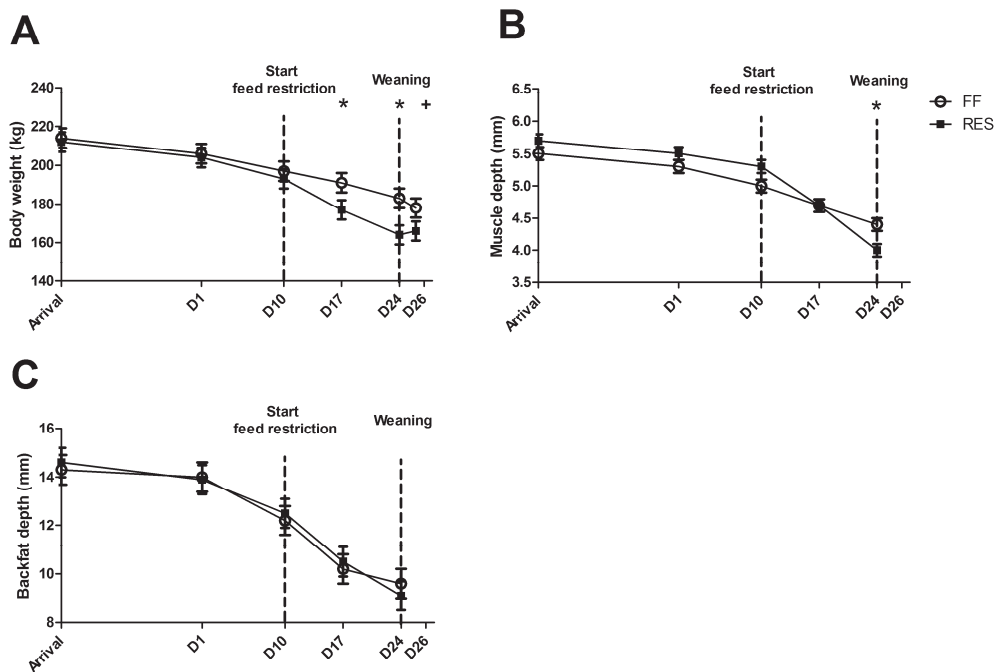 A
Start
feed restriction
Weaning
* * +
Body weight (kg)
240
220
200
180
160
140
Arrival
D1
D10
D17
D24
D26
B
Start
feed restriction
Weaning
*
Muscle depth (mm)
6.5
6.0
5.5
5.0
4.5
4.0
3.5
Arrival
D1
D10
D17
D24
D26
FF
RES
C
Start
feed restriction
Weaning
Backfat depth (mm)
16
14
12
10
8
Arrival
D1
D10
D17
D24
D26